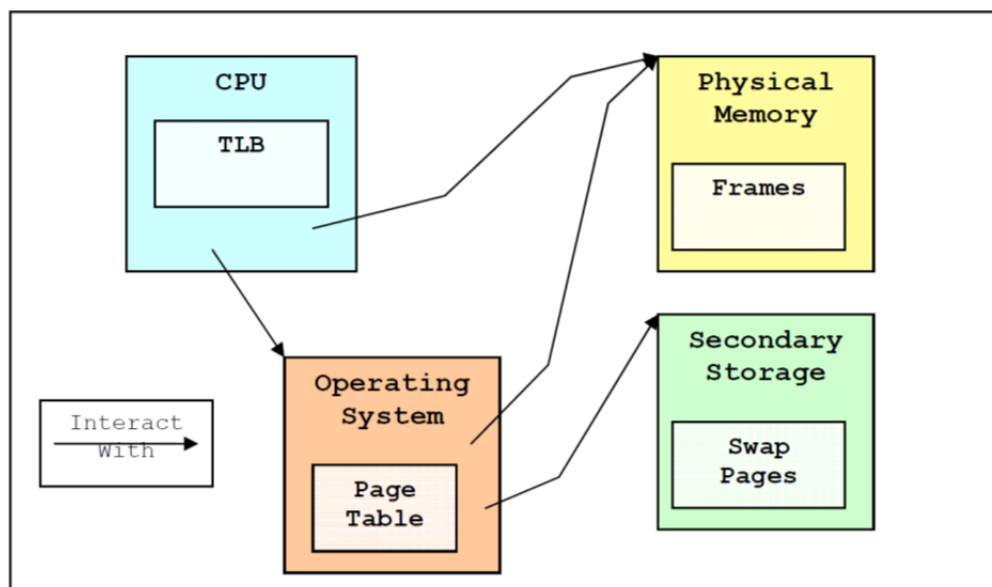 CPU
TLB
Physical
Memory
Frames
Operating
System
Page
Table
Secondary
Storage
Swap
Pages
Interact
With